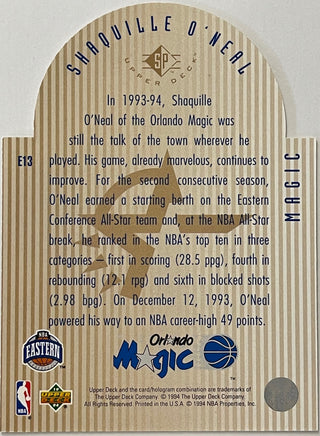 SHAQUILLE O'NEAL
SP
UPPER DECK
In 1993-94, Shaquille
O'Neal of the Orlando Magic was
still the talk of the town wherever he
played. His game, already marvelous, continues to
improve. For the second consecutive season,
O'Neal earned a starting berth on the Eastern
Conference All-Star team and, at the NBA All-Star
break, he ranked in the NBA's top ten in three
categories – first in scoring (28.5 ppg), fourth in
rebounding (12.1 rpg) and sixth in blocked shots
(2.98 bpg). On December 12, 1993, O'Neal
powered his way to an NBA career-high 49 points.
E13
MAGIC
EASTERN
Orlando
MAGIC
NBA
UPPER
DECK
Upper Deck and the card/hologram combination are trademarks of
The Upper Deck Company. © 1994 The Upper Deck Company.
All Rights Reserved. Printed in the U.S.A. © 1994 NBA Properties, Inc.